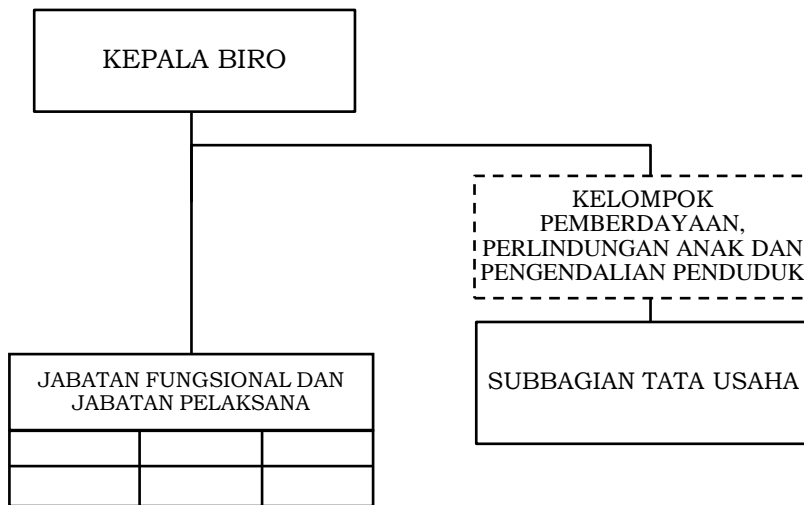 KEPALA BIRO
KELOMPOK
PEMBERDAYAAN,
PERLINDUNGAN ANAK DAN
PENGENDALIAN PENDUDUK
JABATAN FUNGSIONAL DAN
JABATAN PELAKSANA
SUBBAGIAN TATA USAHA